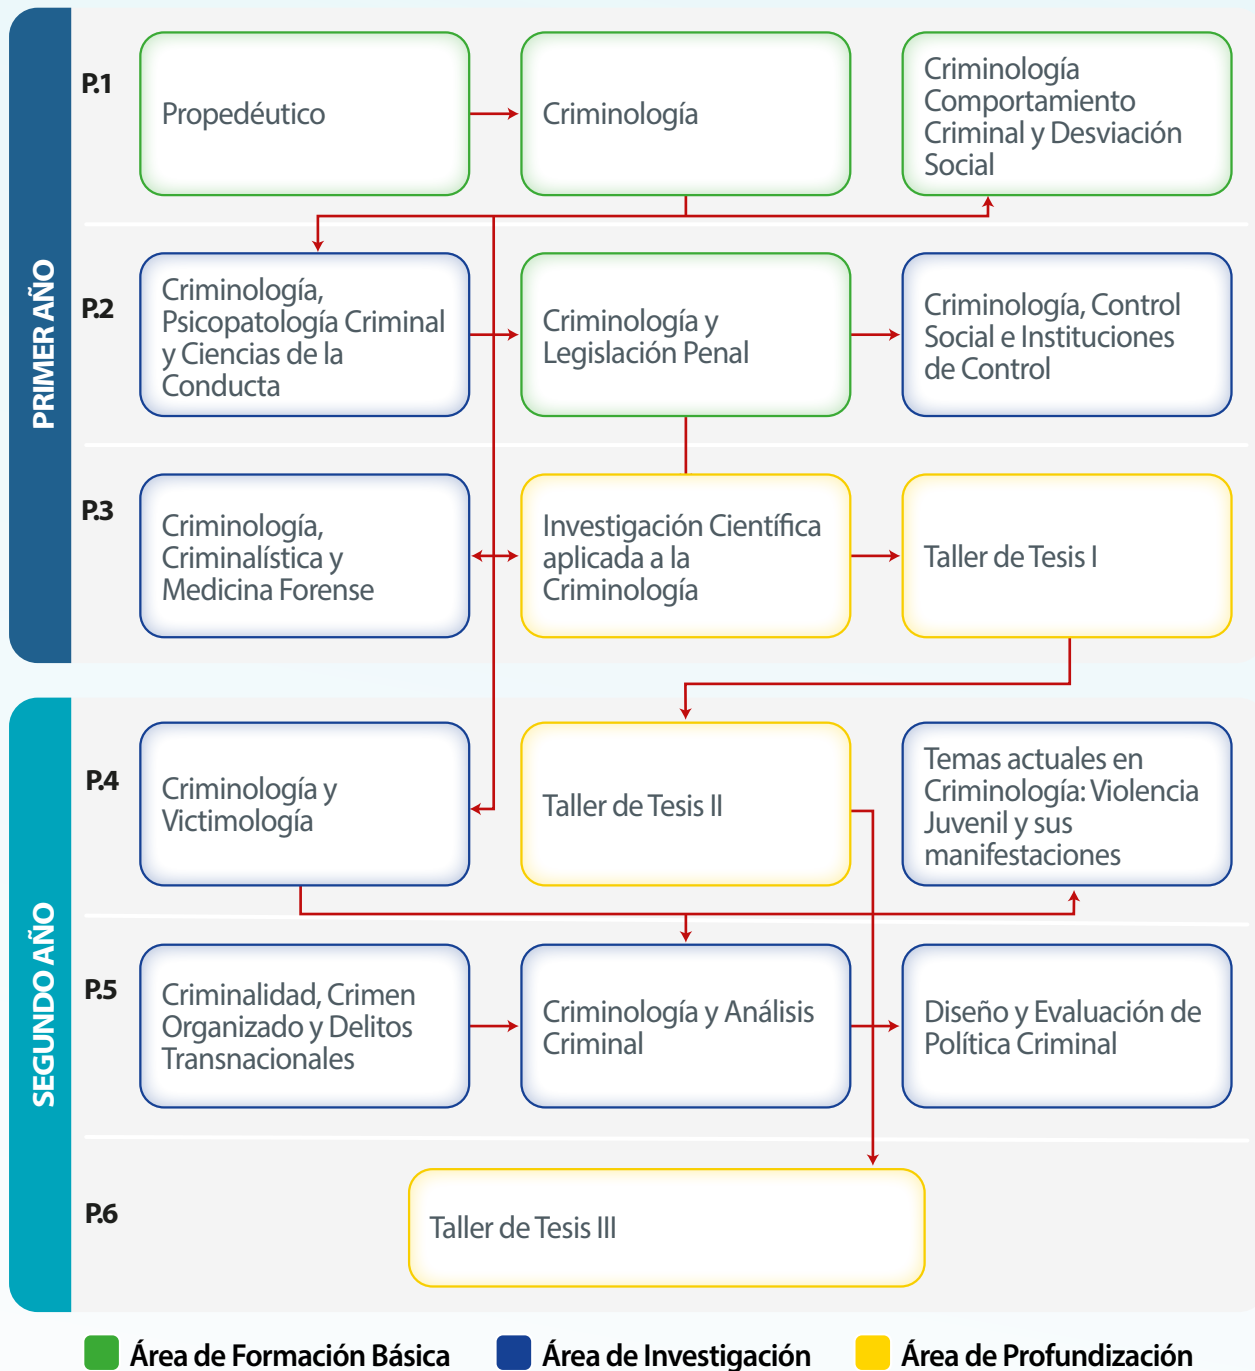 PRIMER AÑO
P.1
Propedéutico
Criminología
Criminología
Comportamiento
Criminal y Desviación
Social
P.2
Criminología,
Psicopatología Criminal
y Ciencias de la
Conducta
Criminología y
Legislación Penal
Criminología, Control
Social e Instituciones
de Control
P.3
Criminología,
Criminalística y
Medicina Forense
Investigación Científica
aplicada a la
Criminología
Taller de Tesis I
SEGUNDO AÑO
P.4
Criminología y
Victimología
Taller de Tesis II
Temas actuales en
Criminología: Violencia
Juvenil y sus
manifestaciones
P.5
Criminalidad, Crimen
Organizado y Delitos
Transnacionales
Criminología y Análisis
Criminal
Diseño y Evaluación de
Política Criminal
P.6
Taller de Tesis III
Área de Formación Básica
Área de Investigación
Área de Profundización